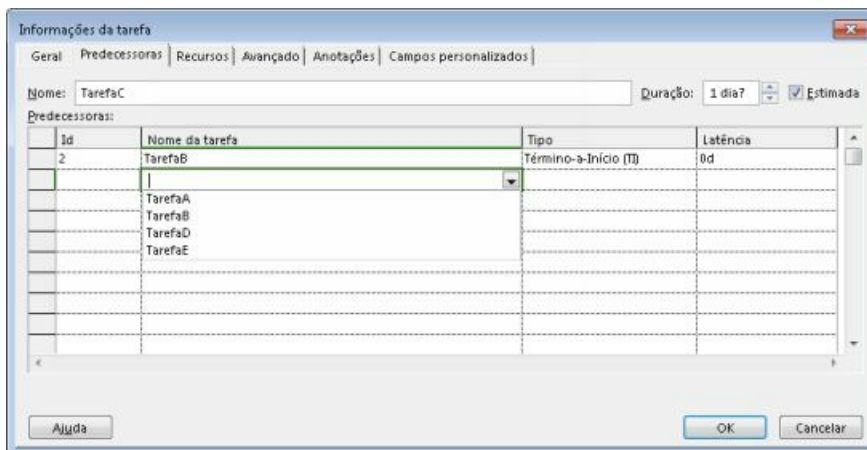 Informações da tarefa
Geral Predecessoras Recursos Avançado Anotações Campos personalizados
Nome: TarefaC Duração: 1 dia? Estimada
Predecessoras:
Id Nome da tarefa Tipo Latência
2 TarefaB Término-a-Início (TI) 0d
TarefaA
TarefaB
TarefaD
TarefaE
Ajuda OK Cancelar